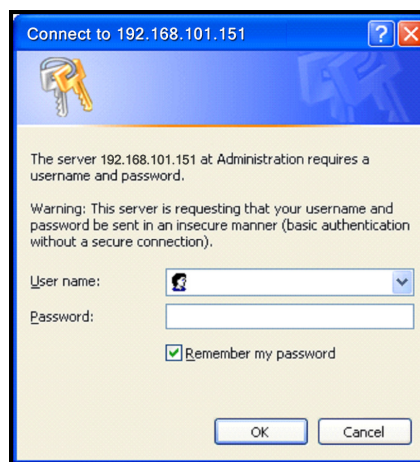 Connect to 192.168.101.151
The server 192.168.101.151 at Administration requires a
username and password.
Warning: This server is requesting that your username and
password be sent in an insecure manner (basic authentication
without a secure connection).
User name:
Password:
Remember my password
OK
Cancel